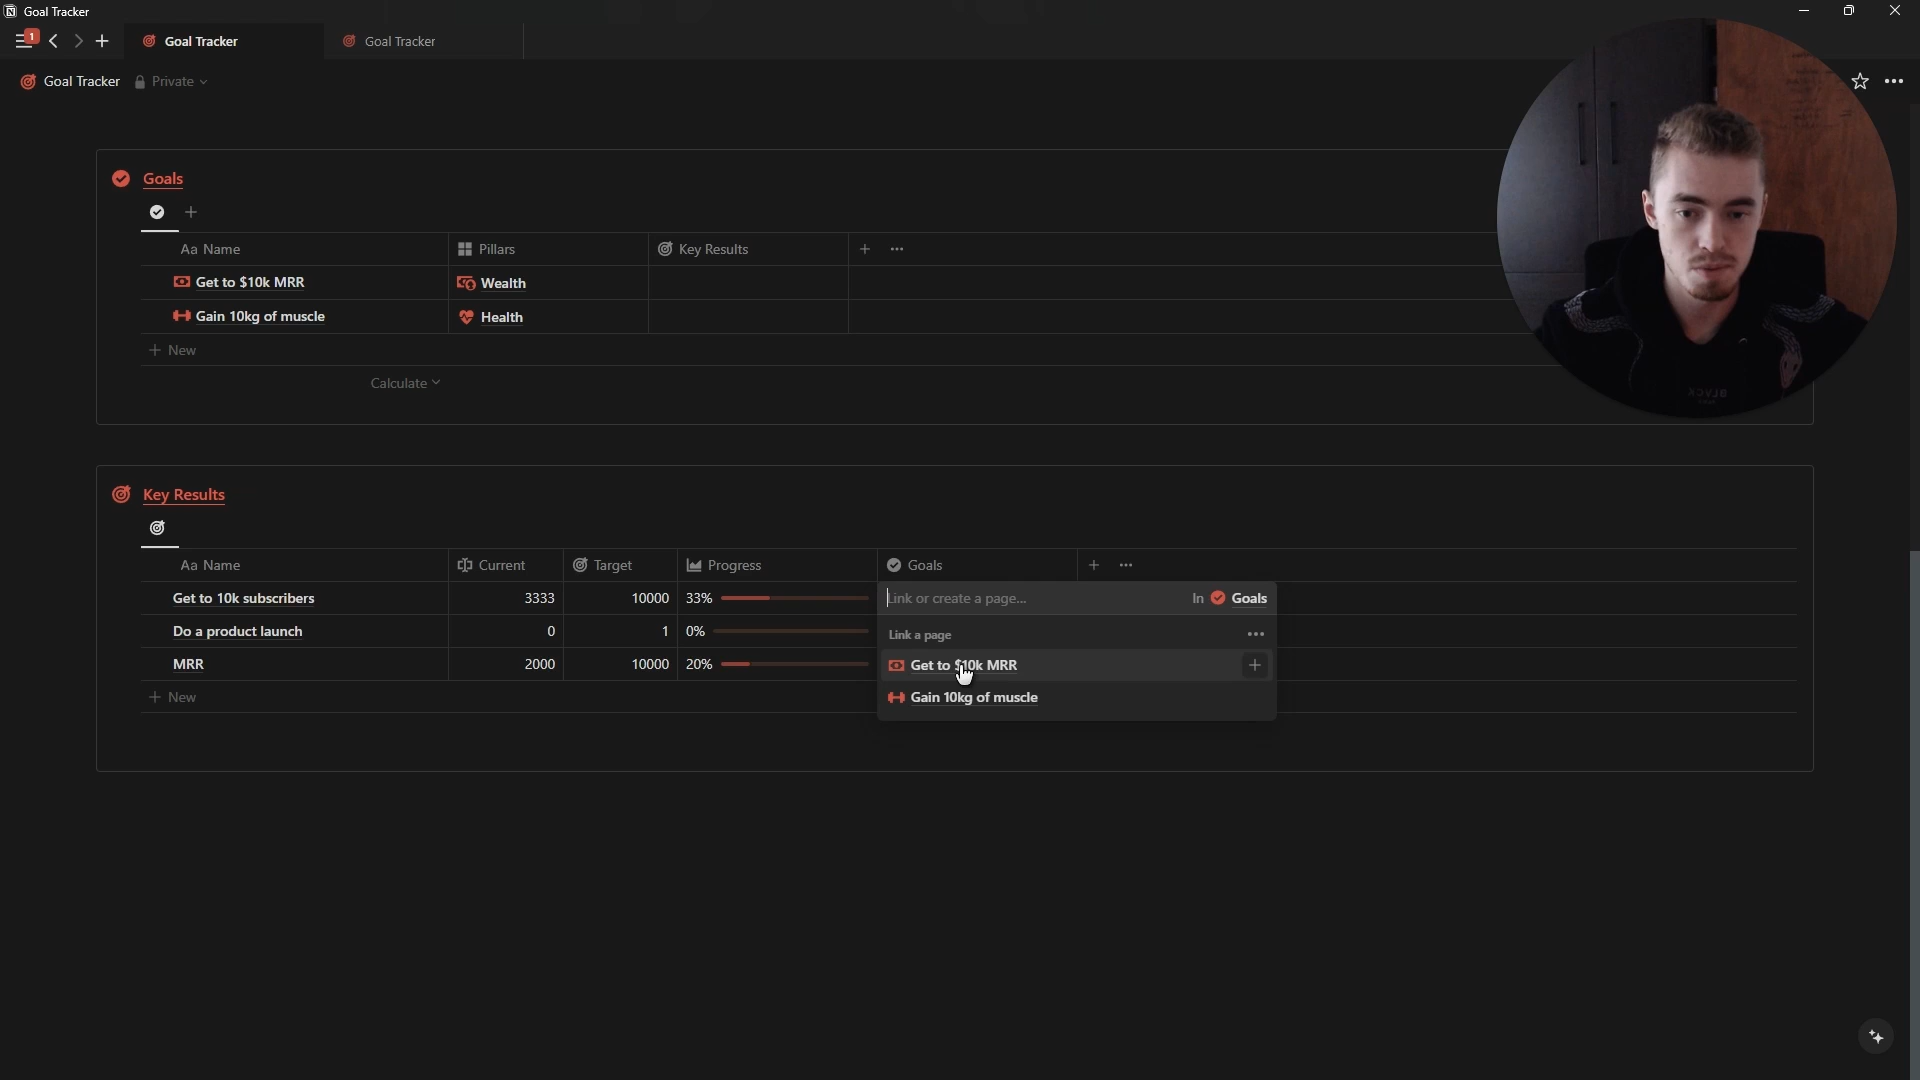 Goal Tracker
1
Goal Tracker
Goal Tracker
Goal Tracker Private
Goals
Aa Name Pillars Key Results
Get to $10k MRR Wealth
Gain 10kg of muscle Health
New
Calculate
Key Results
Aa Name Current Target Progress Goals
Get to 10k subscribers 3333 10000 33% Link or create a page... In Goals
Do a product launch 0 1 0% Link a page
MRR 2000 10000 20% Get to $10k MRR
New Gain 10kg of muscle